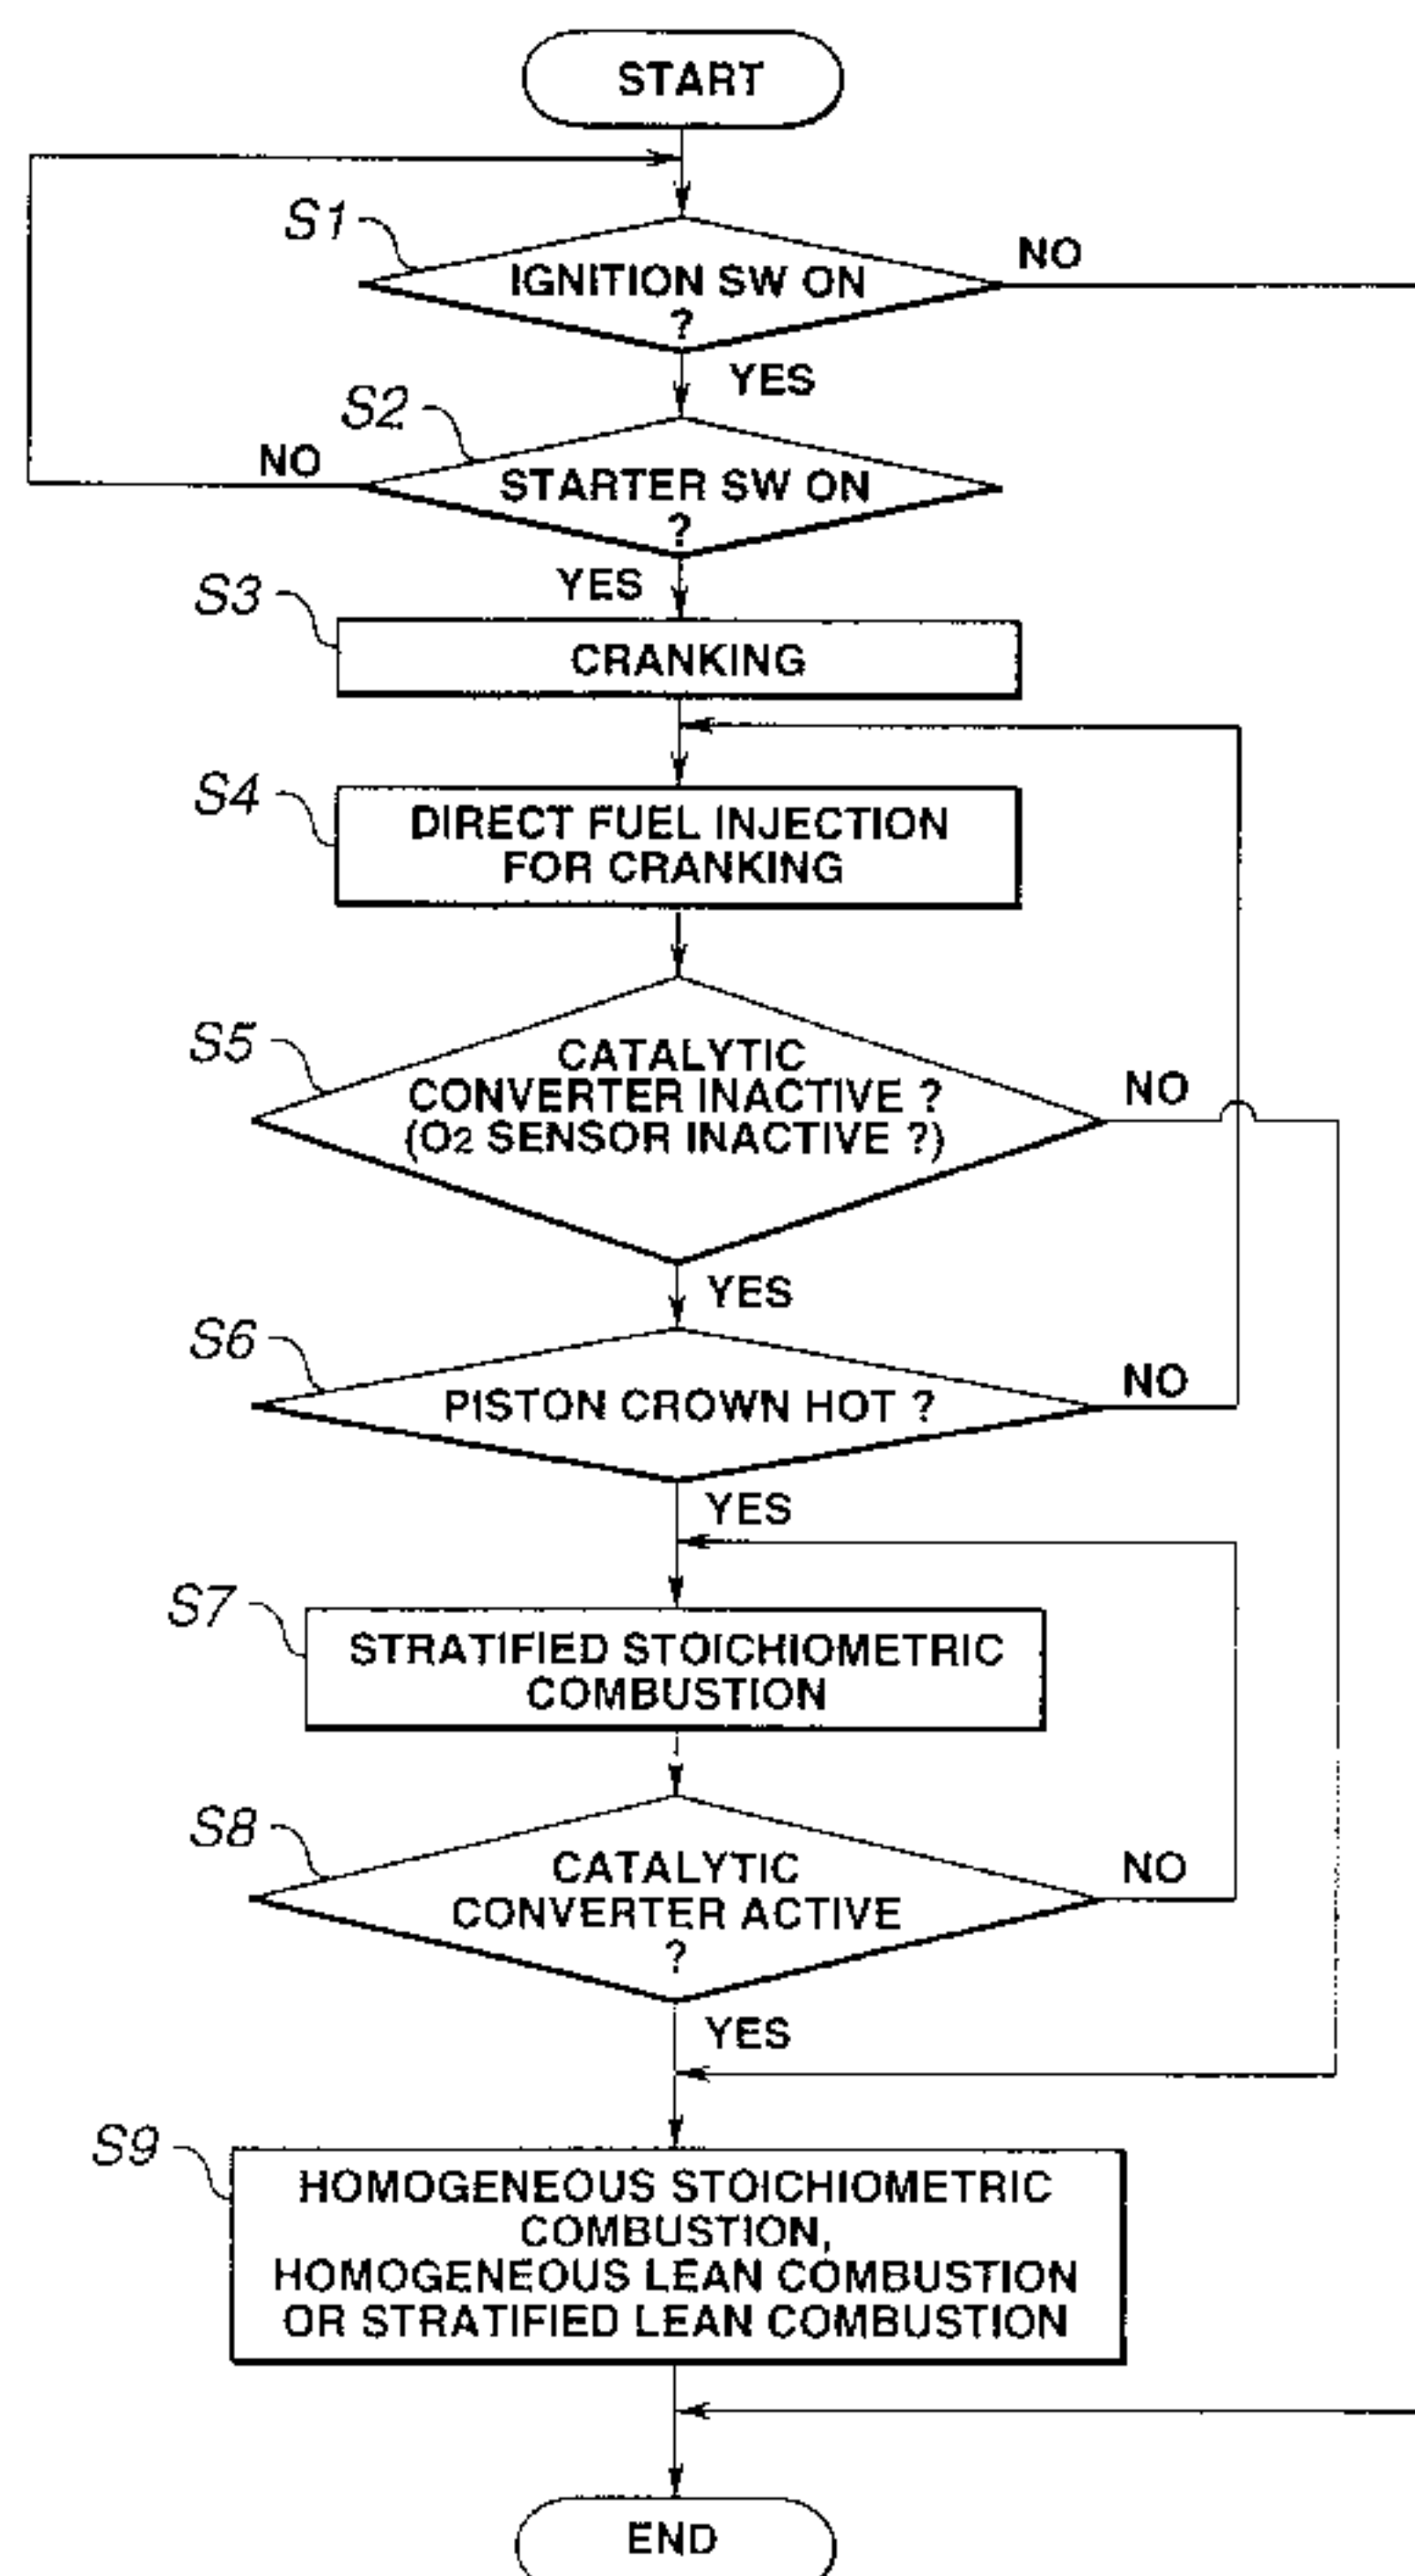 START
S1
IGNITION SW ON
?
NO
YES
S2
STARTER SW ON
?
NO
YES
S3
CRANKING
S4
DIRECT FUEL INJECTION
FOR CRANKING
S5
CATALYTIC
CONVERTER INACTIVE ?
(O2 SENSOR INACTIVE ?)
NO
YES
S6
PISTON CROWN HOT ?
NO
YES
S7
STRATIFIED STOICHIOMETRIC
COMBUSTION
S8
CATALYTIC
CONVERTER ACTIVE
?
NO
YES
S9
HOMOGENEOUS STOICHIOMETRIC
COMBUSTION,
HOMOGENEOUS LEAN COMBUSTION
OR STRATIFIED LEAN COMBUSTION
END